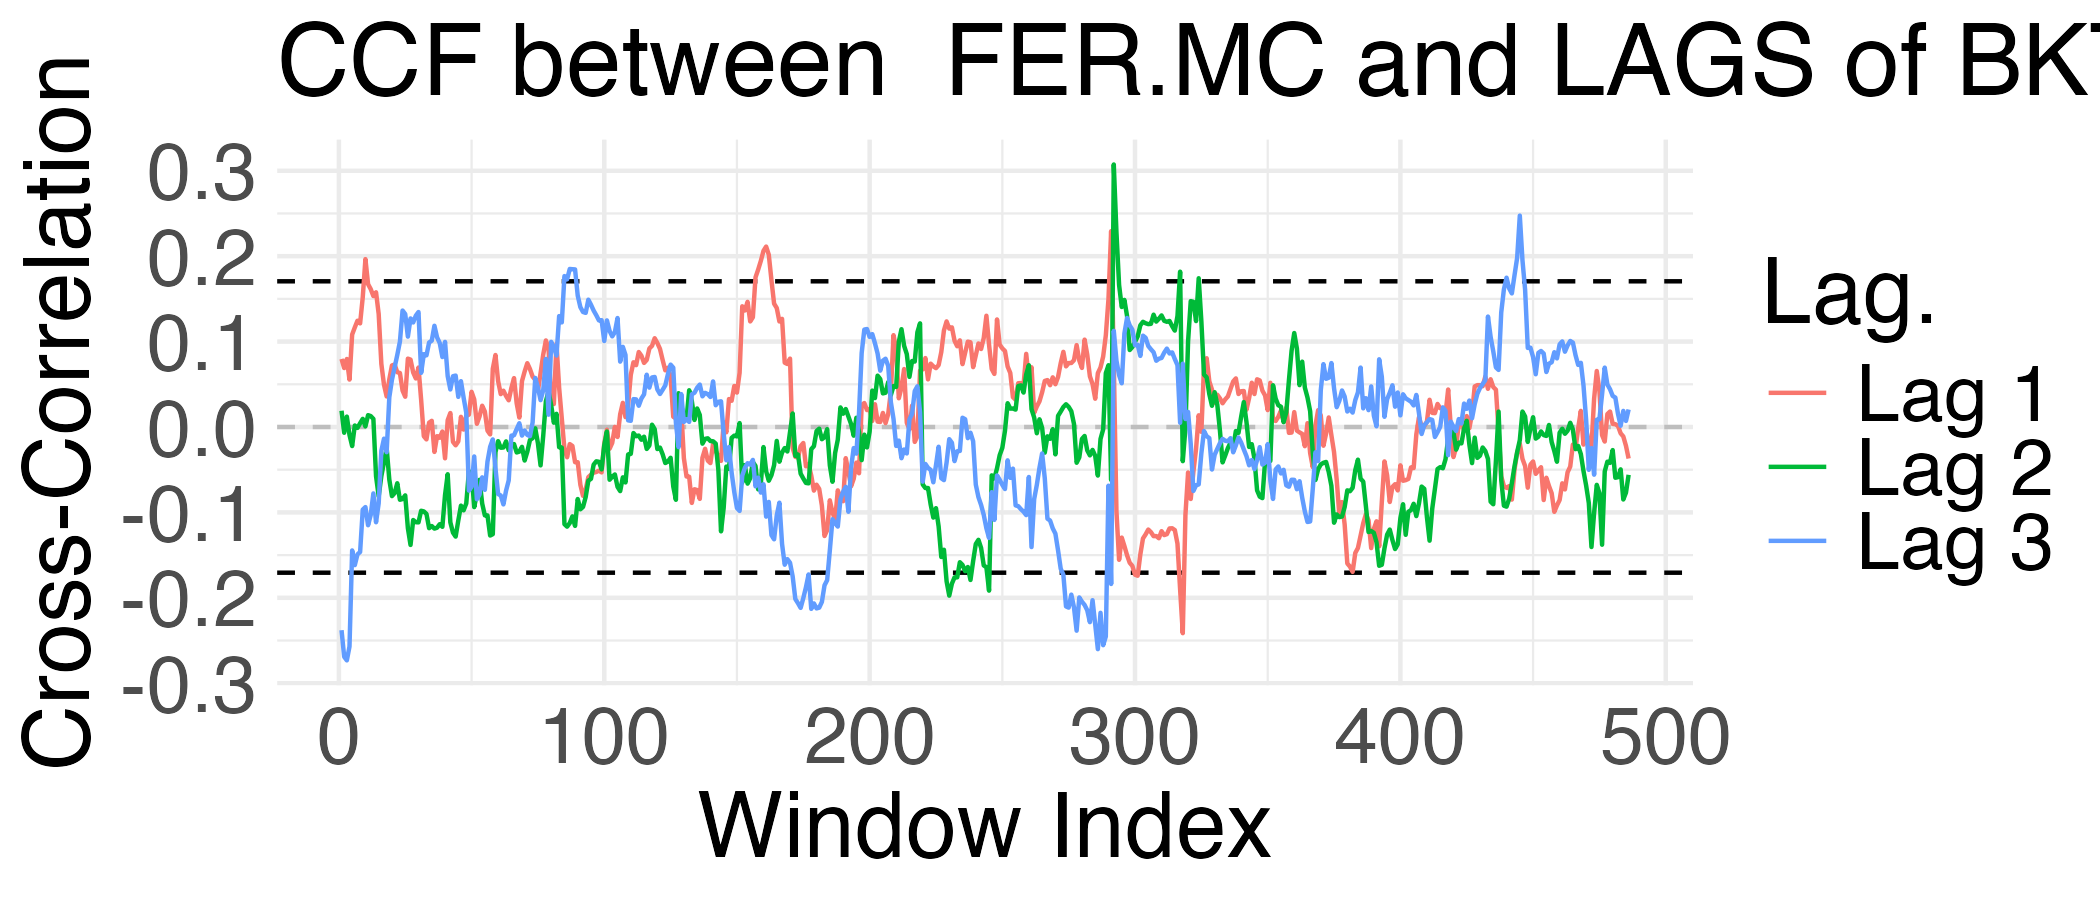 CCF between  FER.MC and LAGS of BKT
Cross-Correlation
0.3
0.2
0.1
0.0
-0.1
-0.2
-0.3
0 100 200 300 400 500
Window Index
Lag.
Lag 1
Lag 2
Lag 3